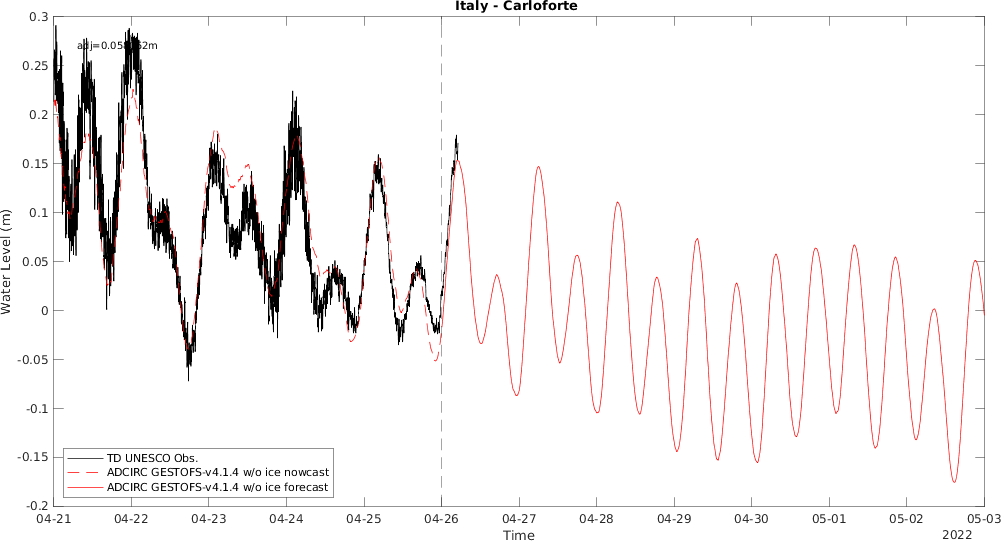 Italy - Carloforte
0.3
0.25
0.2
0.15
0.1
0.05
0
-0.05
-0.1
-0.15
-0.2
Water Level (m)
TD UNESCO Obs.
ADCIRC GESTOFS-v4.1.4 w/o ice nowcast
ADCIRC GESTOFS-v4.1.4 w/o ice forecast
04-21 04-22 04-23 04-24 04-25 04-26 04-27 04-28 04-29 04-30 05-01 05-02 05-03
Time
2022